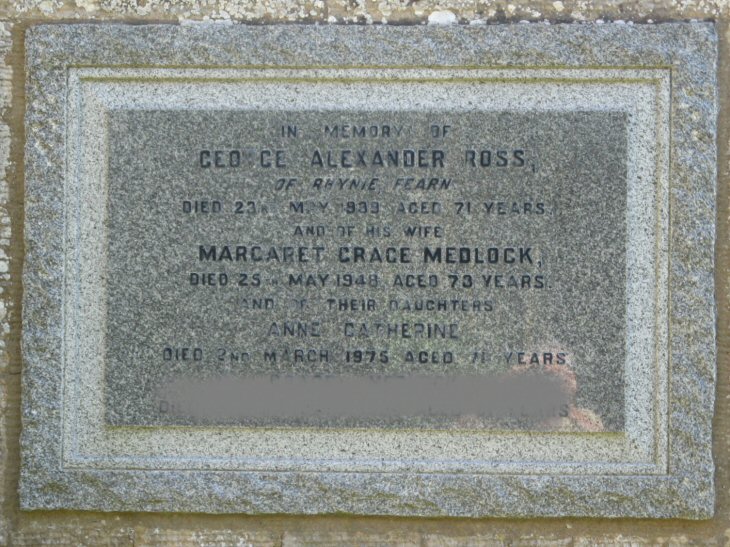 IN MEMORY OF
GEORGE ALEXANDER ROSS,
OF RHYNIE, FEARN
DIED 23RD MAY 1939 AGED 71 YEARS.
AND OF HIS WIFE
MARGARET GRACE MEDLOCK,
DIED 25TH MAY 1948 AGED 73 YEARS.
AND OF THEIR DAUGHTERS
ANNE CATHERINE
DIED 2ND MARCH 1975 AGED 71 YEARS